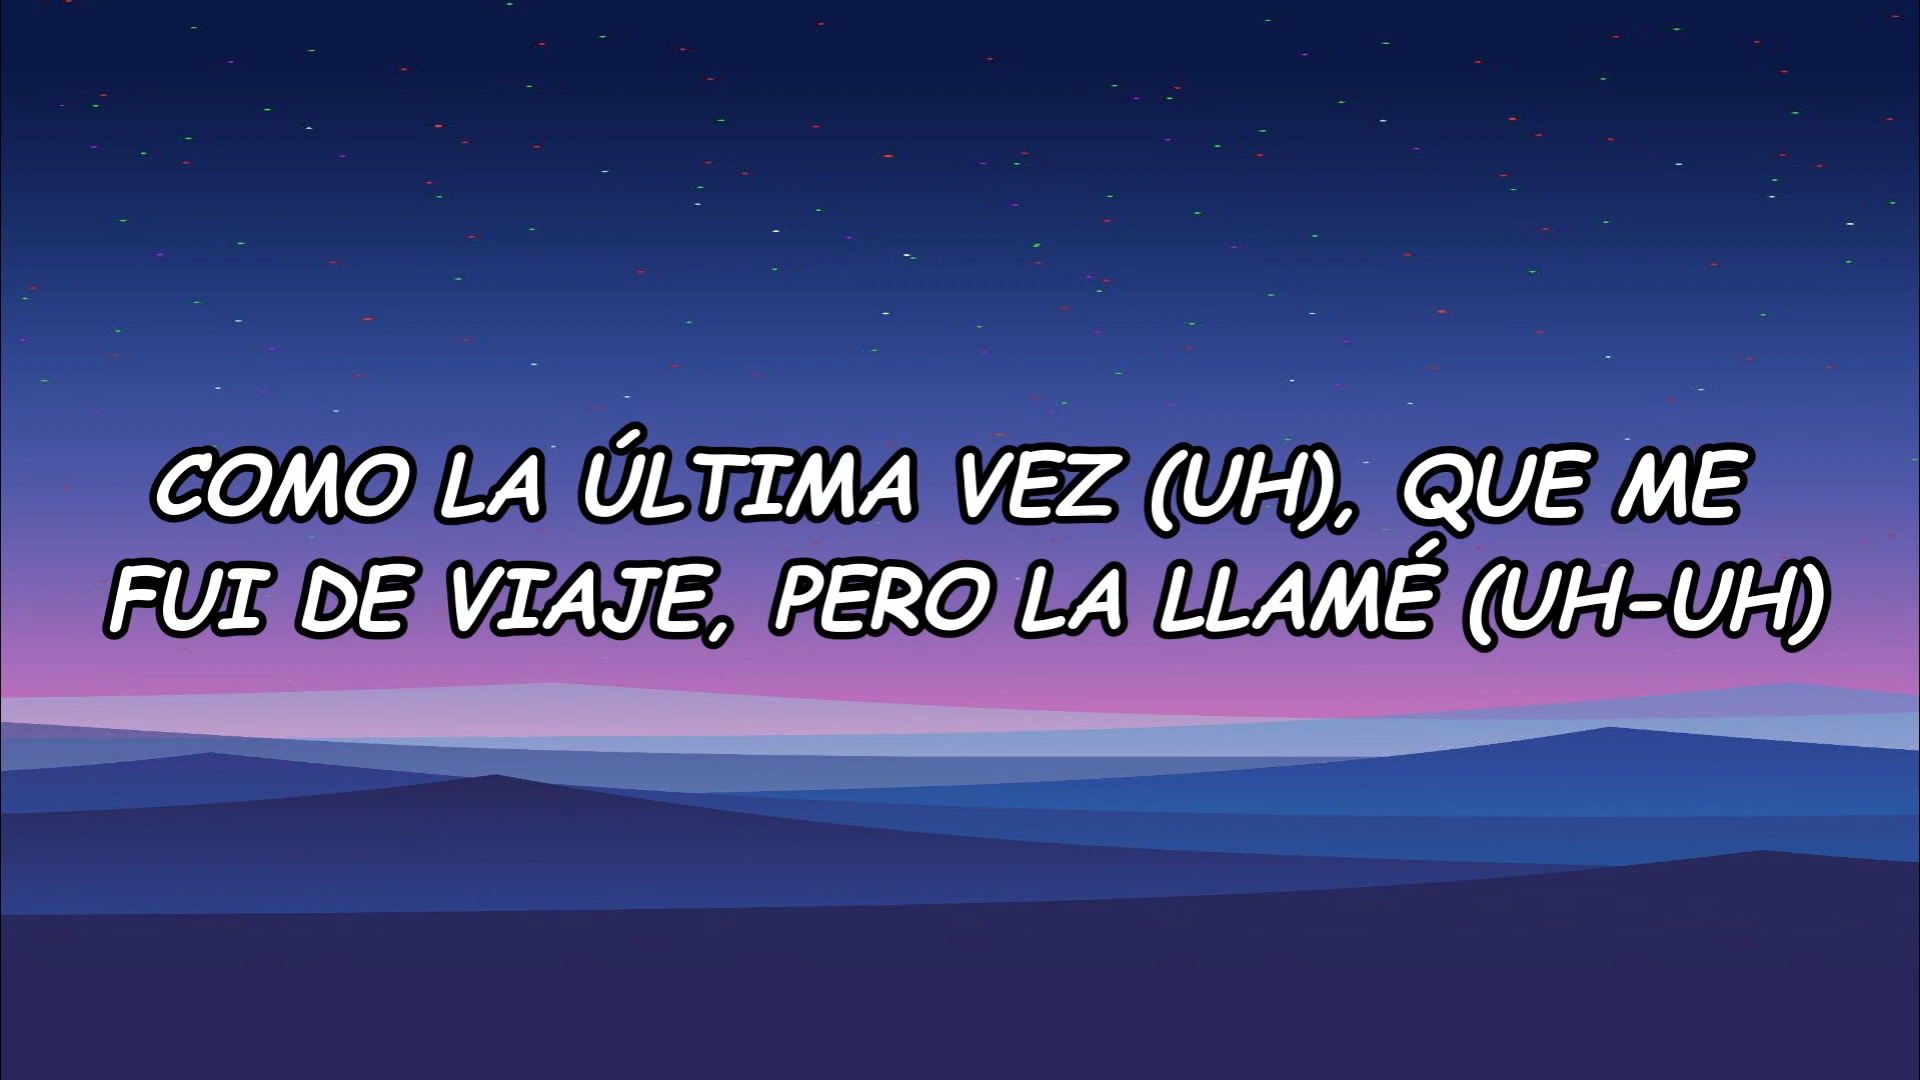 COMO LA ÚLTIMA VEZ (UH), QUE ME
FUI DE VIAJE, PERO LA LLAMÉ (UH-UH)